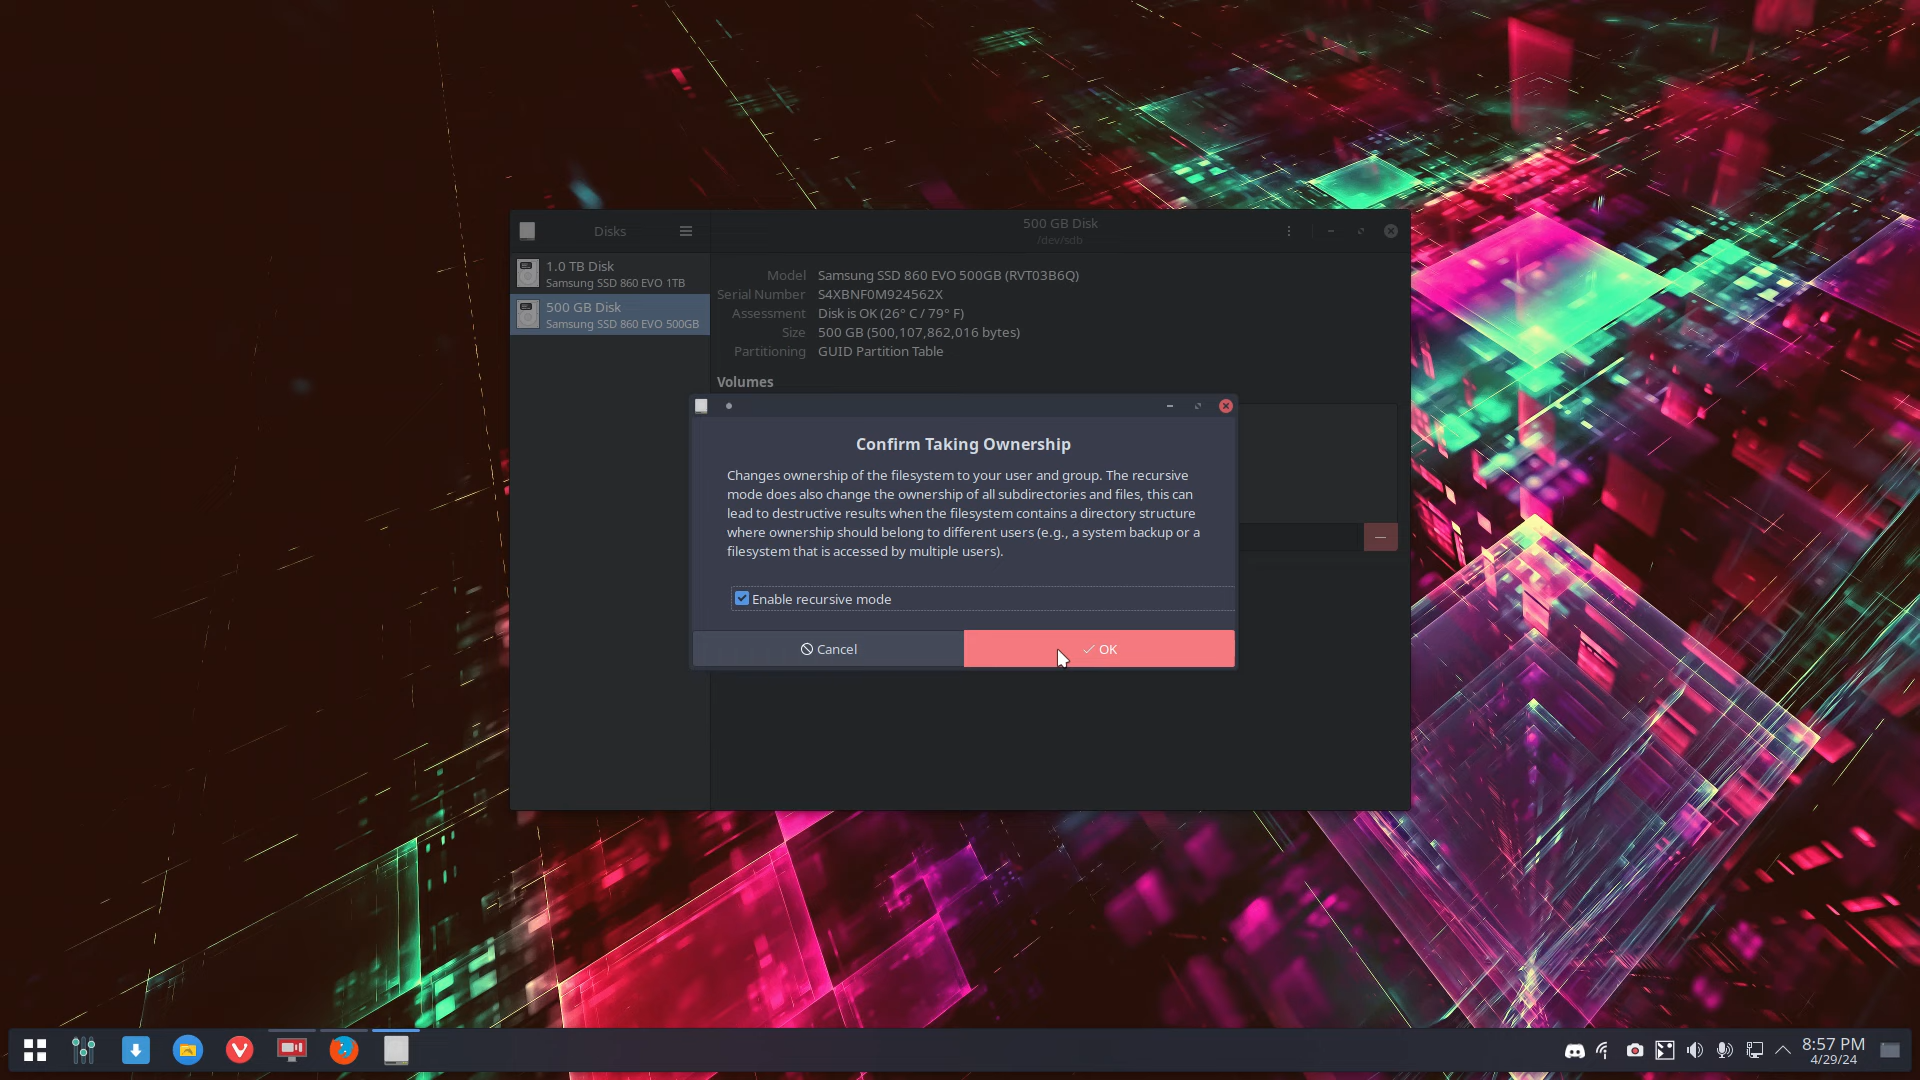 Disks
500 GB Disk
/dev/sdb
1.0 TB Disk
Samsung SSD 860 EVO 1TB
500 GB Disk
Samsung SSD 860 EVO 500GB
Model Samsung SSD 860 EVO 500GB (RVT03B6Q)
Serial Number S4XBNF0M924562X
Assessment Disk is OK (26° C / 79° F)
Size 500 GB (500,107,862,016 bytes)
Partitioning GUID Partition Table
Volumes
Confirm Taking Ownership
Changes ownership of the filesystem to your user and group. The recursive
mode does also change the ownership of all subdirectories and files, this can
lead to destructive results when the filesystem contains a directory structure
where ownership should belong to different users (e.g., a system backup or a
filesystem that is accessed by multiple users).
Enable recursive mode
Cancel
OK
8:57 PM
4/29/24